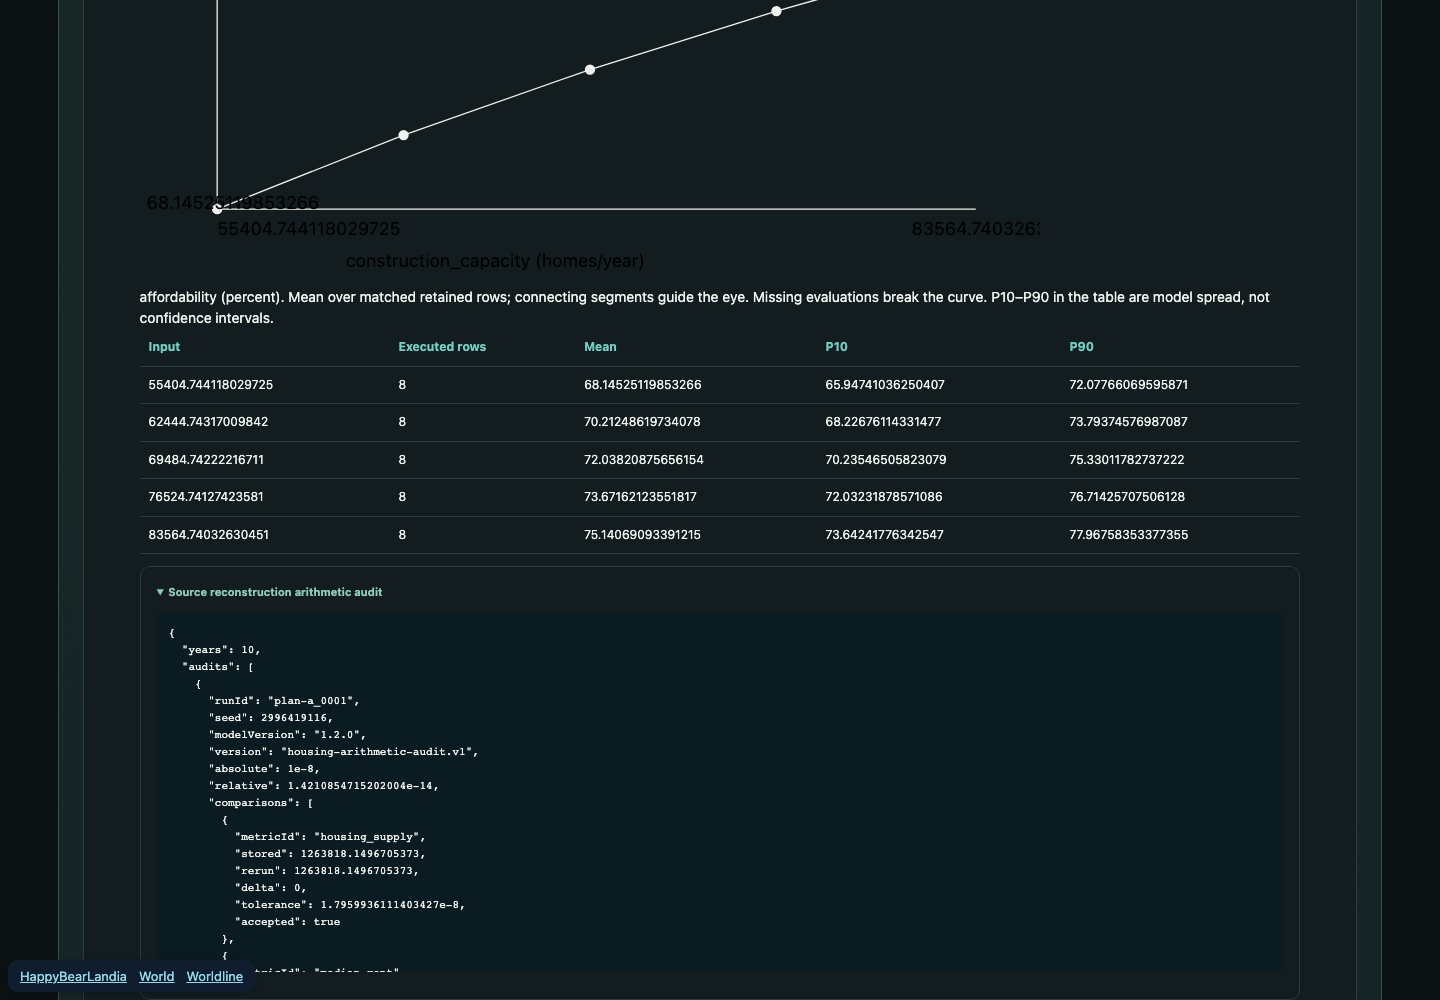 68.14525119853266
55404.744118029725 83564.7403263
construction_capacity (homes/year)
affordability (percent). Mean over matched retained rows; connecting segments guide the eye. Missing evaluations break the curve. P10–P90 in the table are model spread, not
confidence intervals.
Input Executed rows Mean P10 P90
55404.744118029725 8 68.14525119853266 65.94741036250407 72.07766069595871
62444.74317009842 8 70.21248619734078 68.22676114331477 73.79374576987087
69484.74222216711 8 72.03820875656154 70.23546505823079 75.33011782737222
76524.74127423581 8 73.67162123551817 72.03231878571086 76.71425707506128
83564.74032630451 8 75.14069093391215 73.64241776342547 77.96758353377355
▼ Source reconstruction arithmetic audit
{
"years": 10,
"audits": [
{
"runId": "plan-a_0001",
"seed": 2996419116,
"modelVersion": "1.2.0",
"version": "housing-arithmetic-audit.v1",
"absolute": 1e-8,
"relative": 1.4210854715202004e-14,
"comparisons": [
{
"metricId": "housing_supply",
"stored": 1263818.1496705373,
"rerun": 1263818.1496705373,
"delta": 0,
"tolerance": 1.7959936111403427e-8,
"accepted": true
},
{
HappyBearLandia World Worldline